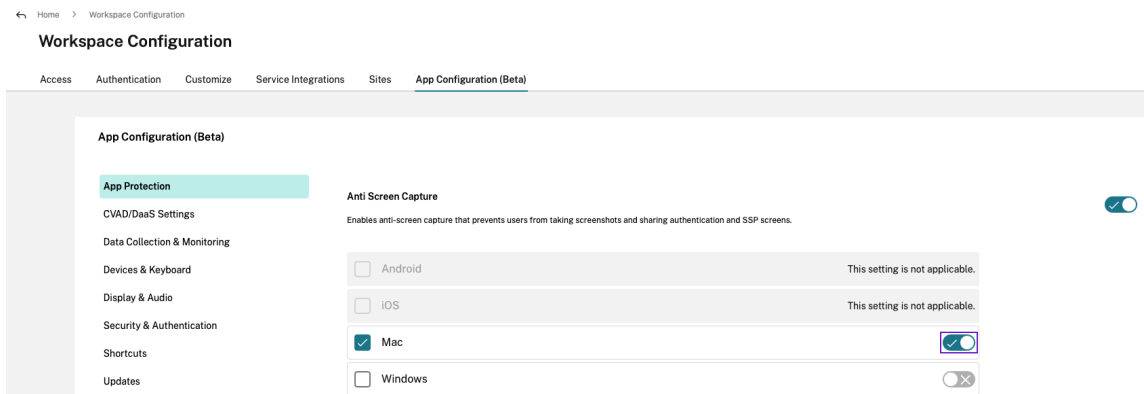 Home > Workspace Configuration
Workspace Configuration
Access Authentication Customize Service Integrations Sites App Configuration (Beta)
App Configuration (Beta)
App Protection
CVAD/DaaS Settings
Data Collection & Monitoring
Devices & Keyboard
Display & Audio
Security & Authentication
Shortcuts
Updates
Anti Screen Capture
Enables anti-screen capture that prevents users from taking screenshots and sharing authentication and SSP screens.
Android This setting is not applicable.
iOS This setting is not applicable.
Mac
Windows